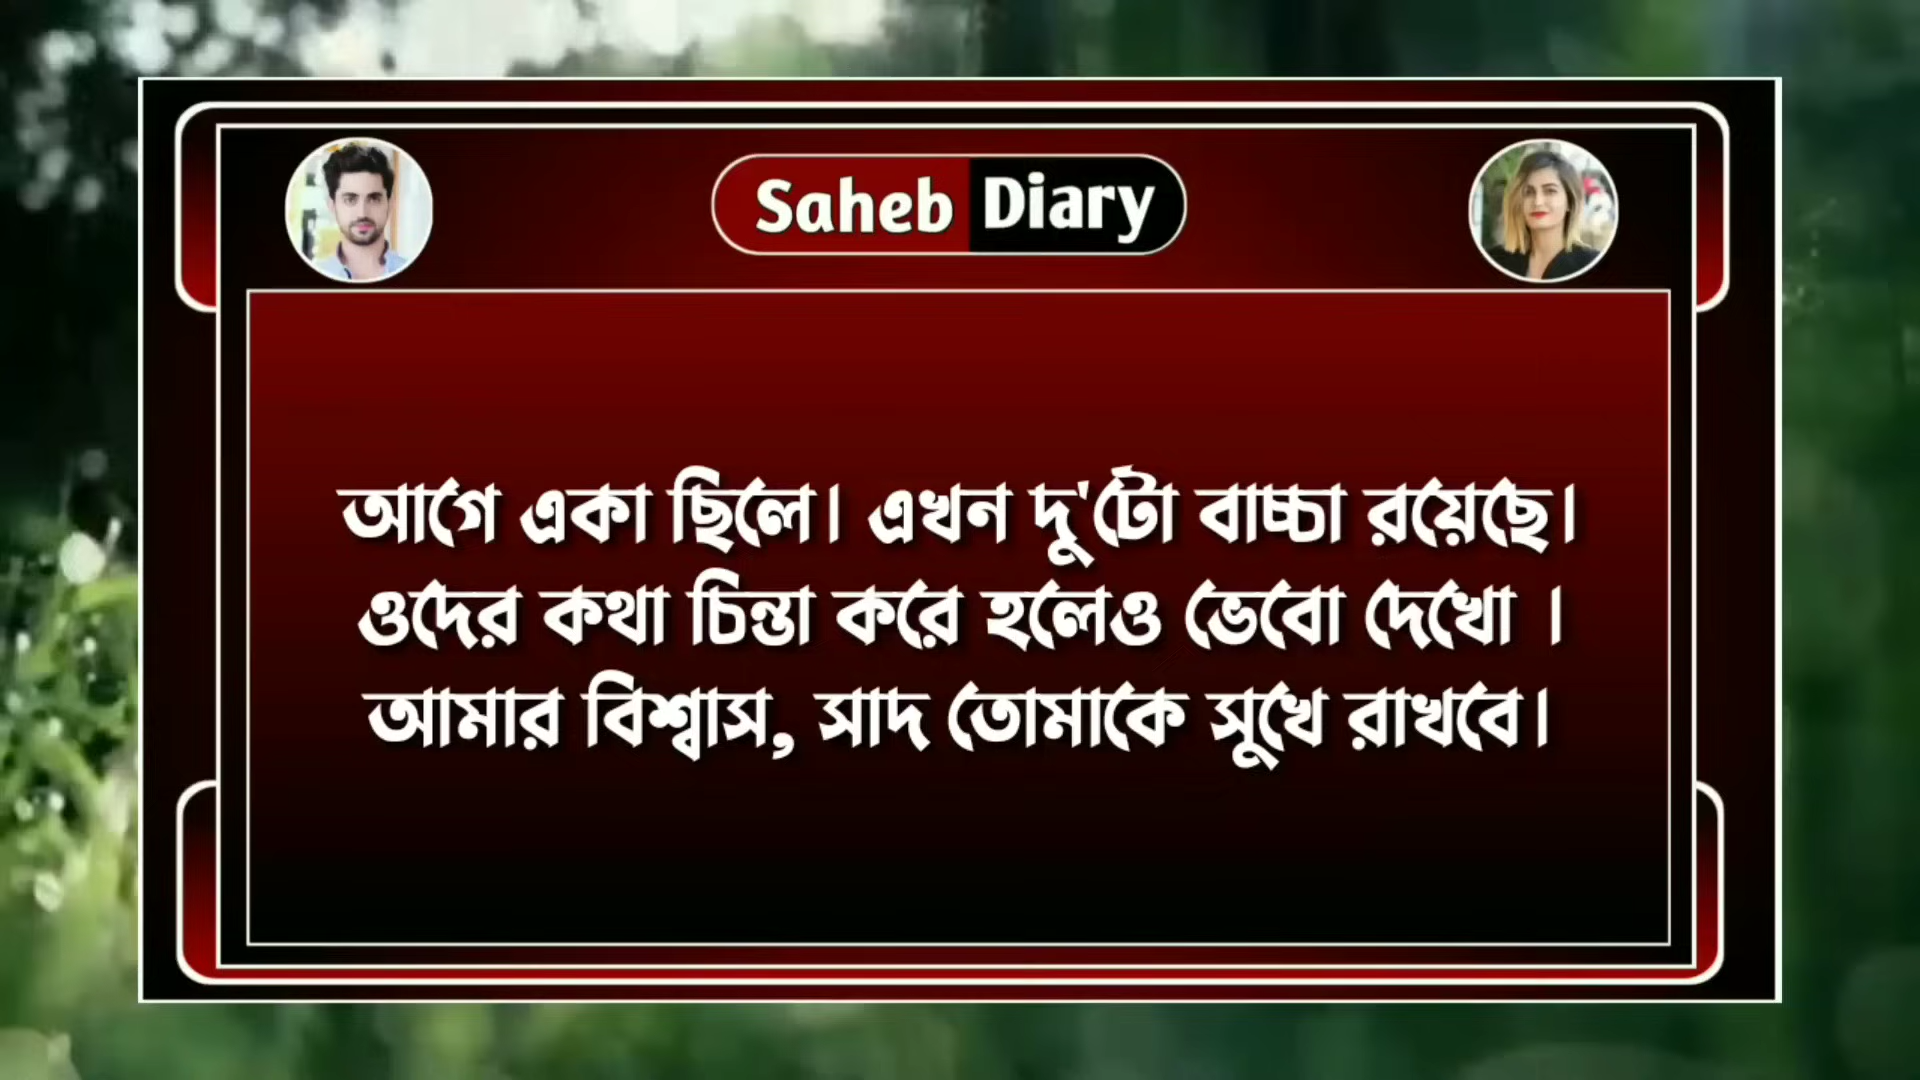 Saheb Diary
আগে একা ছিলে। এখন দু'টো বাচ্চা রয়েছে।
ওদের কথা চিন্তা করে হলেও ভেবো দেখো ।
আমার বিশ্বাস, সাদ তোমাকে সুখে রাখবে।